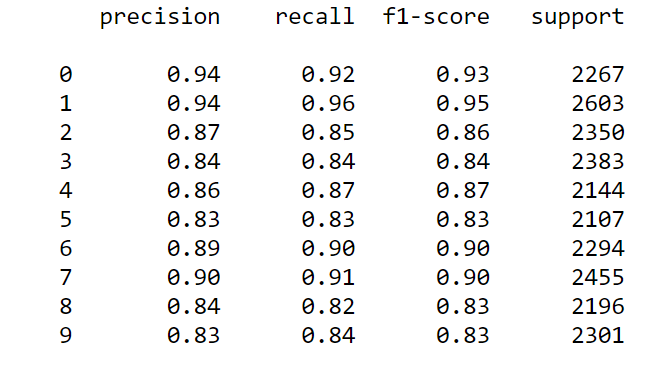 precision recall f1-score support
0 0.94 0.92 0.93 2267
1 0.94 0.96 0.95 2603
2 0.87 0.85 0.86 2350
3 0.84 0.84 0.84 2383
4 0.86 0.87 0.87 2144
5 0.83 0.83 0.83 2107
6 0.89 0.90 0.90 2294
7 0.90 0.91 0.90 2455
8 0.84 0.82 0.83 2196
9 0.83 0.84 0.83 2301